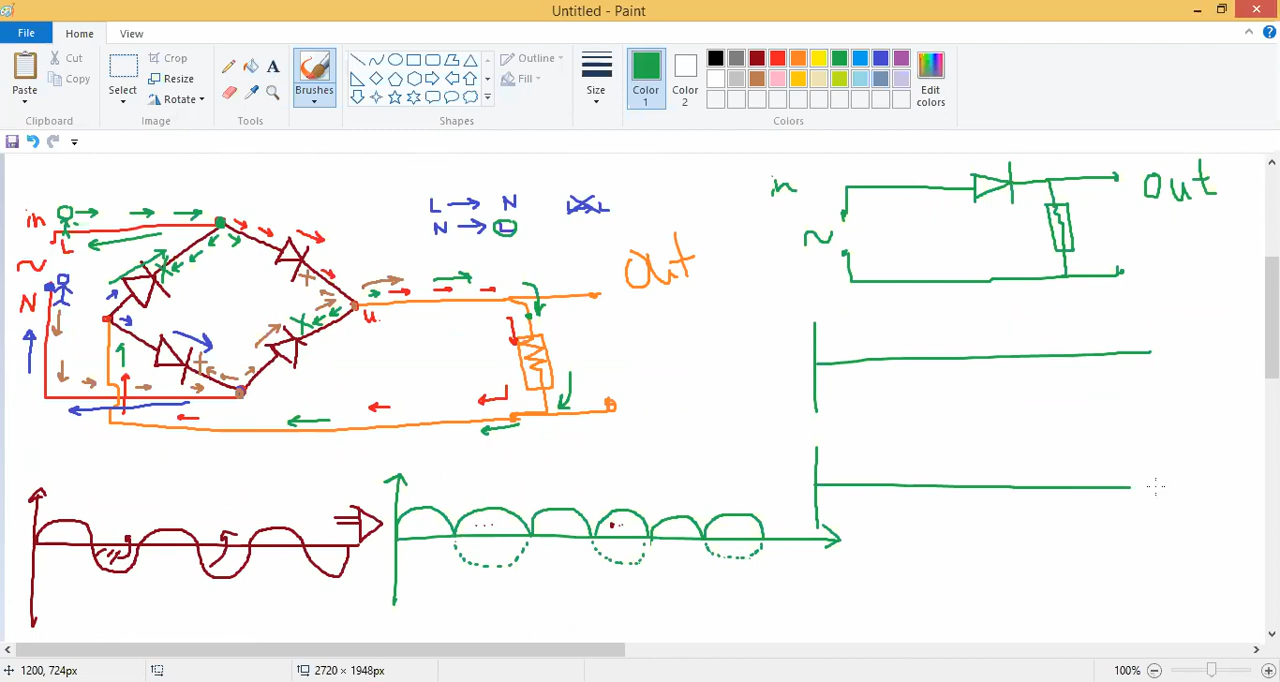 Untitled - Paint
File Home View
Paste
Cut
Copy
Clipboard
Select
Crop
Resize
Rotate
Image
A
Tools
Brushes
Shapes
Outline
Fill
Size
Color 1
Color 2
Edit colors
Colors
in
L
N
L → N
N → L
u
out
in
out
1200, 724px
2720 × 1948px
100%